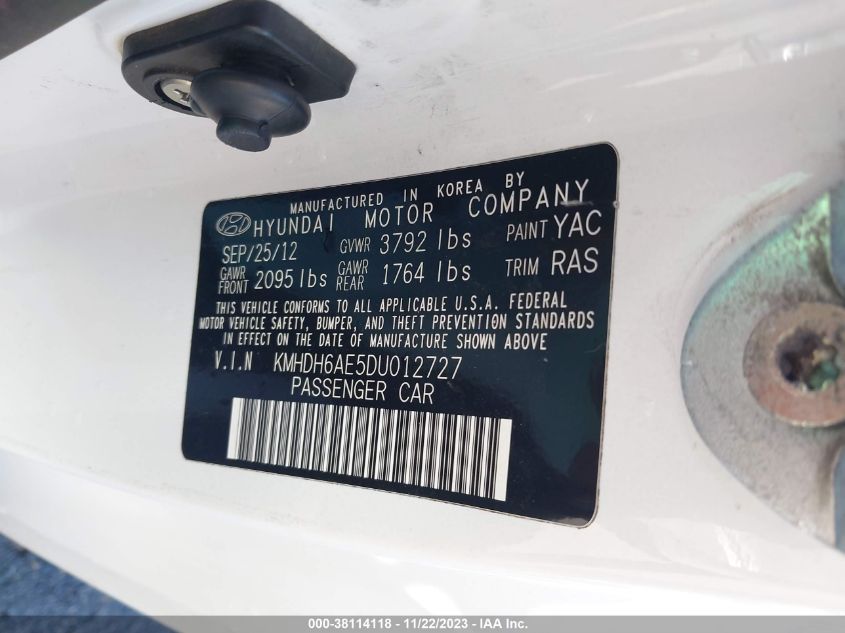 MANUFACTURED IN KOREA BY
HYUNDAI MOTOR COMPANY
SEP/25/12 GVWR 3792 lbs PAINT YAC
GAWR FRONT 2095 lbs GAWR REAR 1764 lbs TRIM RAS
THIS VEHICLE CONFORMS TO ALL APPLICABLE U.S.A. FEDERAL
MOTOR VEHICLE SAFETY, BUMPER, AND THEFT PREVENTION STANDARDS
IN EFFECT ON THE DATE OF MANUFACTURE SHOWN ABOVE
V.I.N KMHDH6AE5DU012727
PASSENGER CAR
000-38114118 - 11/22/2023 - IAA Inc.